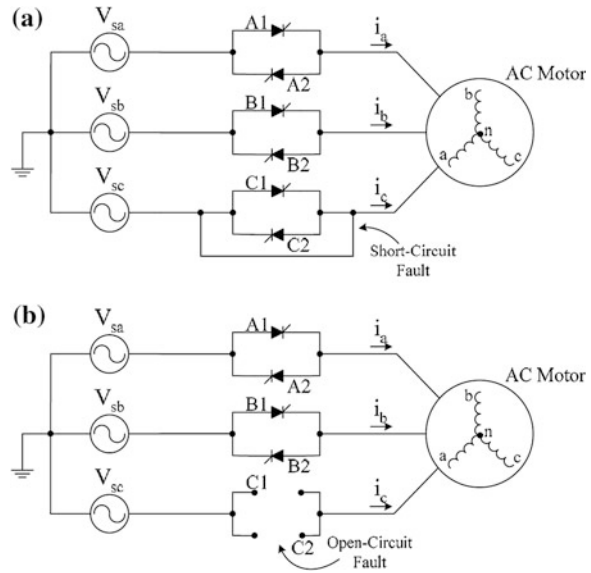 (a)
V_sa
A1
A2
i_a
AC Motor
V_sb
B1
B2
i_b
b
n
a
c
V_sc
C1
C2
i_c
Short-Circuit
Fault
(b)
V_sa
A1
A2
i_a
AC Motor
V_sb
B1
B2
i_b
b
n
a
c
V_sc
C1
C2
i_c
Open-Circuit
Fault